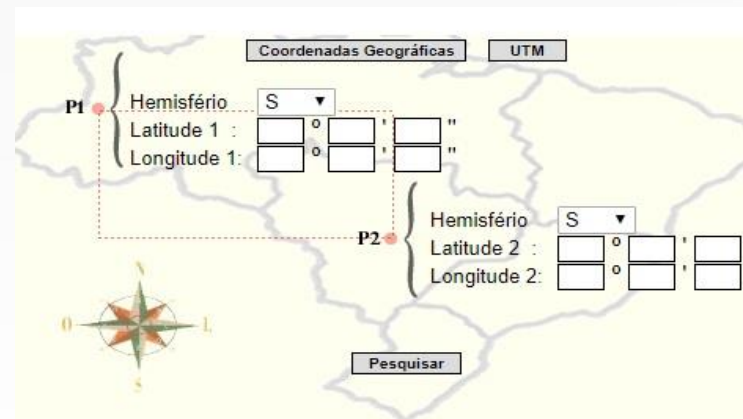 Coordenadas Geográficas UTM
P1 Hemisfério S
Latitude 1 : º ' "
Longitude 1: º ' "
P2 Hemisfério S
Latitude 2 : º '
Longitude 2: º '
N
O L
S
Pesquisar